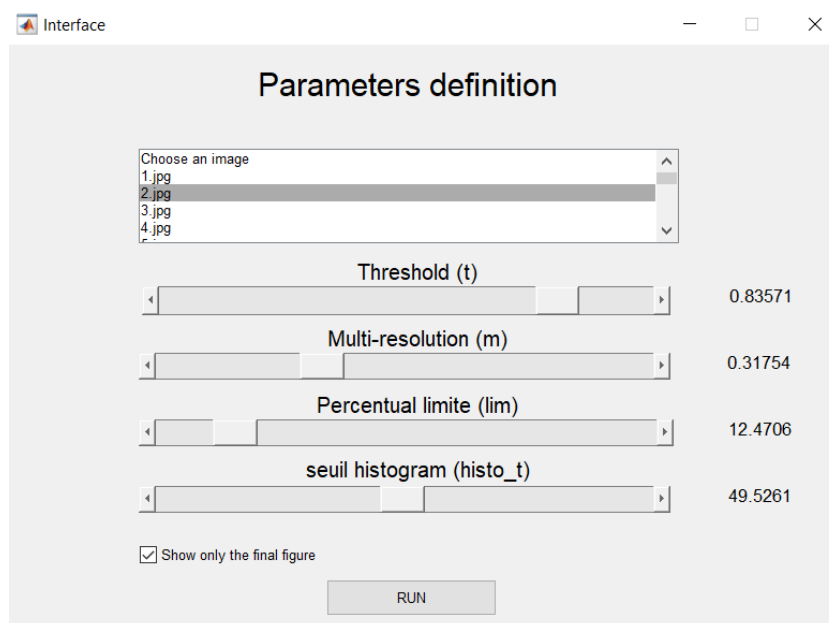 Interface
Parameters definition
Choose an image
1.jpg
2.jpg
3.jpg
4.jpg
Threshold (t)
0.83571
Multi-resolution (m)
0.31754
Percentual limite (lim)
12.4706
seuil histogram (histo_t)
49.5261
Show only the final figure
RUN